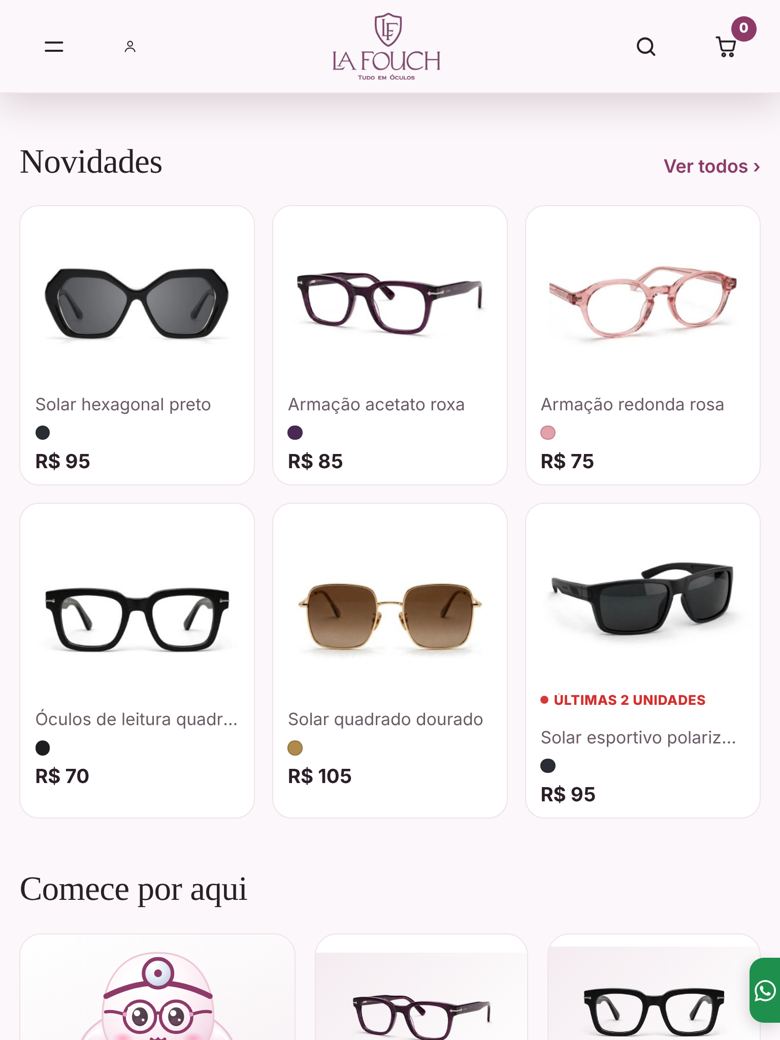 0
LF
LA FOUCH
TUDO EM ÓCULOS
Novidades
Ver todos ›
Solar hexagonal preto
R$ 95
Armação acetato roxa
R$ 85
Armação redonda rosa
R$ 75
Óculos de leitura quadr...
R$ 70
Solar quadrado dourado
R$ 105
ÚLTIMAS 2 UNIDADES
Solar esportivo polariz...
R$ 95
Comece por aqui